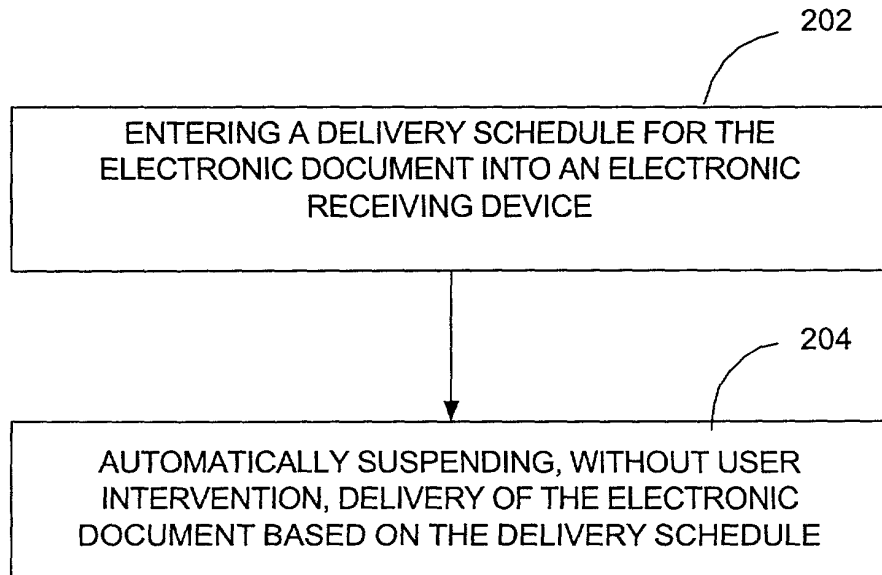 202
ENTERING A DELIVERY SCHEDULE FOR THE
ELECTRONIC DOCUMENT INTO AN ELECTRONIC
RECEIVING DEVICE
204
AUTOMATICALLY SUSPENDING, WITHOUT USER
INTERVENTION, DELIVERY OF THE ELECTRONIC
DOCUMENT BASED ON THE DELIVERY SCHEDULE